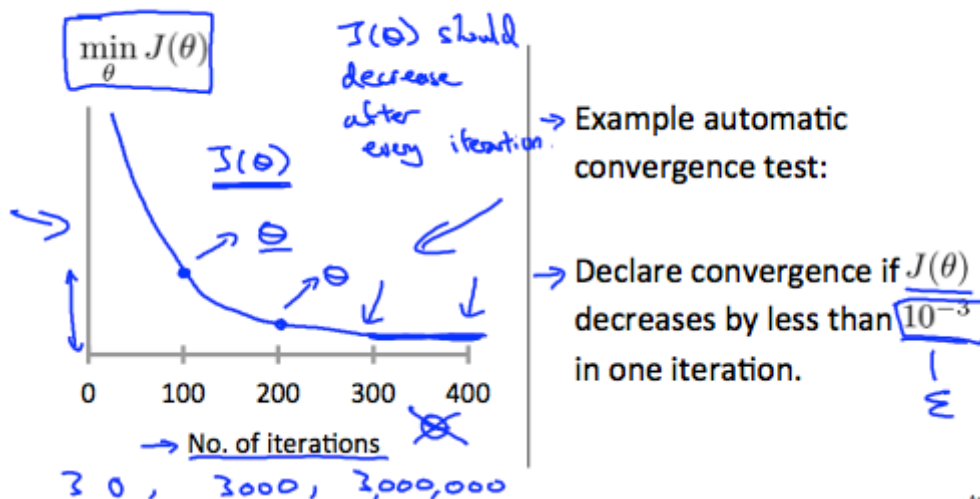 min J(θ)
θ
J(θ) should
decrease
after
every iteration.
J(θ)
θ
θ
0 100 200 300 400
→ No. of iterations
30, 3000, 3,000,000
→ Example automatic
convergence test:
→ Declare convergence if J(θ)
decreases by less than 10⁻³
in one iteration.
ε